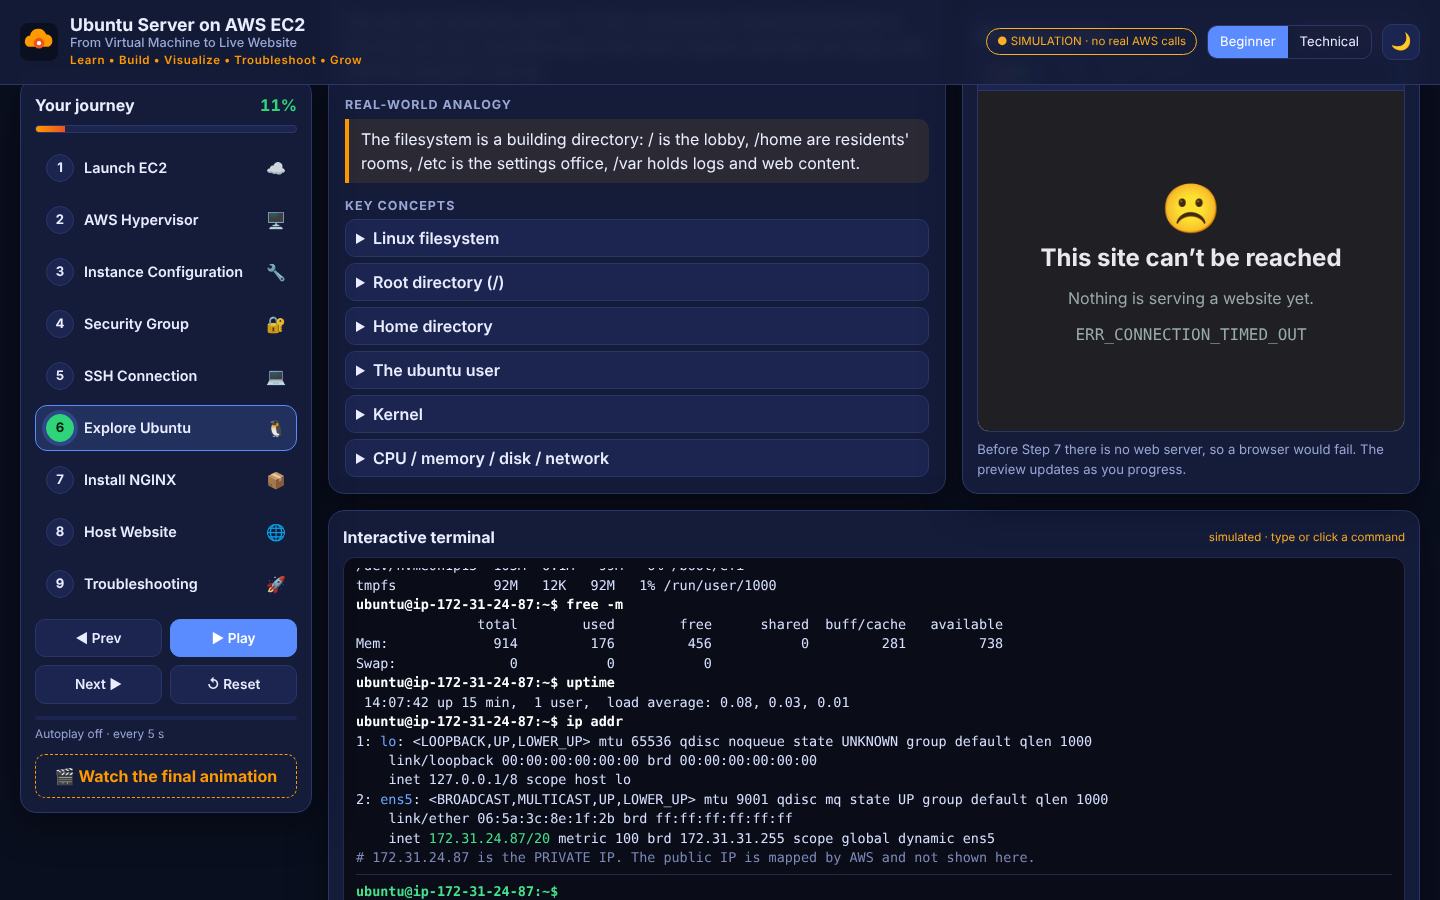 Ubuntu Server on AWS EC2
From Virtual Machine to Live Website
Learn • Build • Visualize • Troubleshoot • Grow
SIMULATION · no real AWS calls
Beginner
Technical
Your journey
11%
1 Launch EC2
2 AWS Hypervisor
3 Instance Configuration
4 Security Group
5 SSH Connection
6 Explore Ubuntu
7 Install NGINX
8 Host Website
9 Troubleshooting
◀ Prev
▶ Play
Next ▶
↺ Reset
Autoplay off · every 5 s
🎬 Watch the final animation
REAL-WORLD ANALOGY
The filesystem is a building directory: / is the lobby, /home are residents'
rooms, /etc is the settings office, /var holds logs and web content.
KEY CONCEPTS
▶ Linux filesystem
▶ Root directory (/)
▶ Home directory
▶ The ubuntu user
▶ Kernel
▶ CPU / memory / disk / network
This site can’t be reached
Nothing is serving a website yet.
ERR_CONNECTION_TIMED_OUT
Before Step 7 there is no web server, so a browser would fail. The
preview updates as you progress.
Interactive terminal
simulated · type or click a command
tmpfs            92M   12K   92M   1% /run/user/1000
ubuntu@ip-172-31-24-87:~$ free -m
               total        used        free      shared  buff/cache   available
Mem:             914         176         456           0         281         738
Swap:              0           0           0
ubuntu@ip-172-31-24-87:~$ uptime
 14:07:42 up 15 min,  1 user,  load average: 0.08, 0.03, 0.01
ubuntu@ip-172-31-24-87:~$ ip addr
1: lo: <LOOPBACK,UP,LOWER_UP> mtu 65536 qdisc noqueue state UNKNOWN group default qlen 1000
    link/loopback 00:00:00:00:00:00 brd 00:00:00:00:00:00
    inet 127.0.0.1/8 scope host lo
2: ens5: <BROADCAST,MULTICAST,UP,LOWER_UP> mtu 9001 qdisc mq state UP group default qlen 1000
    link/ether 06:5a:3c:8e:1f:2b brd ff:ff:ff:ff:ff:ff
    inet 172.31.24.87/20 metric 100 brd 172.31.31.255 scope global dynamic ens5
# 172.31.24.87 is the PRIVATE IP. The public IP is mapped by AWS and not shown here.
ubuntu@ip-172-31-24-87:~$